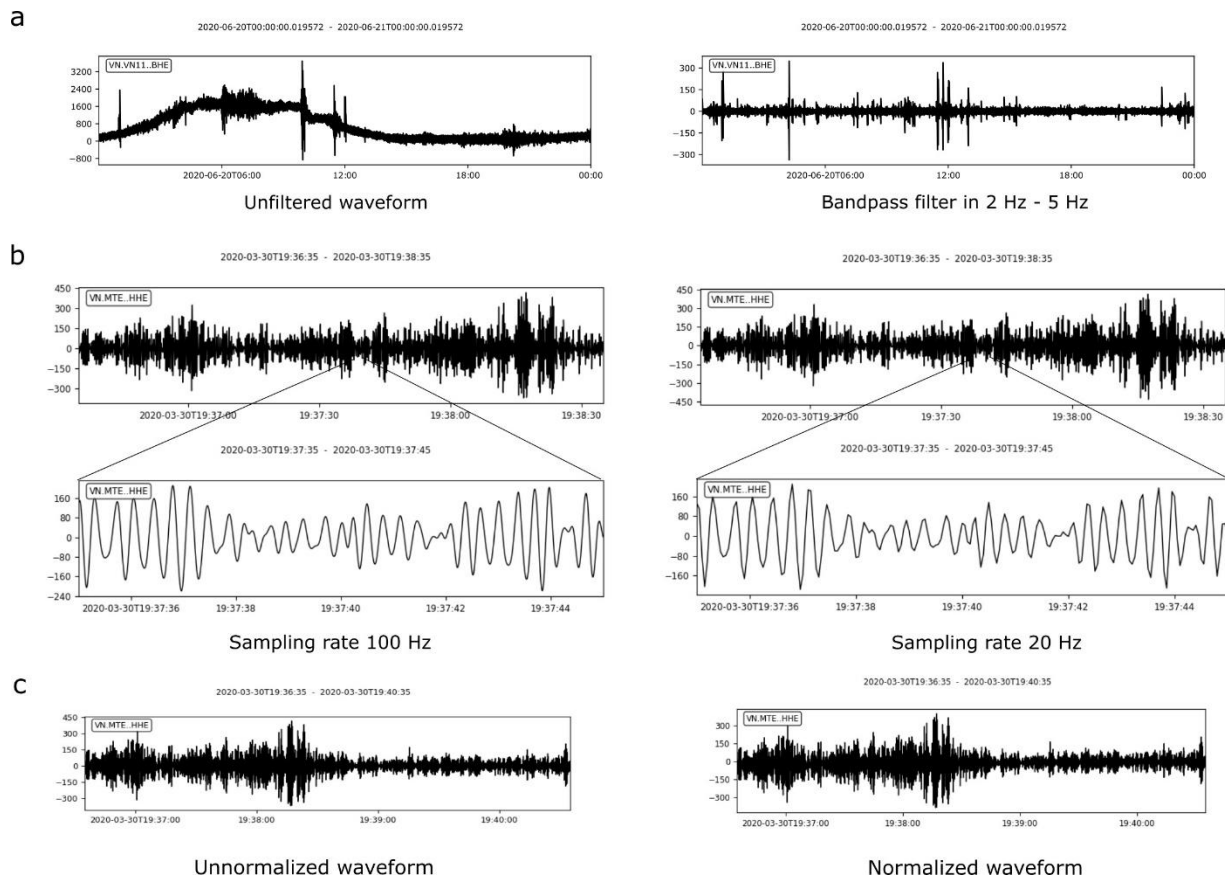 a
2020-06-20T00:00:00.019572 - 2020-06-21T00:00:00.019572
VN.VN11..BHE
3200
2400
1600
800
0
−800
2020-06-20T06:00
12:00
18:00
00:00
Unfiltered waveform
2020-06-20T00:00:00.019572 - 2020-06-21T00:00:00.019572
VN.VN11..BHE
300
150
0
−150
−300
2020-06-20T06:00
12:00
18:00
00:00
Bandpass filter in 2 Hz - 5 Hz
b
2020-03-30T19:36:35 - 2020-03-30T19:38:35
VN.MTE..HHE
450
300
150
0
−150
−300
2020-03-30T19:37:00
19:37:30
19:38:00
19:38:30
2020-03-30T19:37:35 - 2020-03-30T19:37:45
VN.MTE..HHE
160
80
0
−80
−160
−240
2020-03-30T19:37:36
19:37:38
19:37:40
19:37:42
19:37:44
Sampling rate 100 Hz
2020-03-30T19:36:35 - 2020-03-30T19:38:35
VN.MTE..HHE
450
300
150
0
−150
−300
−450
2020-03-30T19:37:00
19:37:30
19:38:00
19:38:30
2020-03-30T19:37:35 - 2020-03-30T19:37:45
VN.MTE..HHE
160
80
0
−80
−160
2020-03-30T19:37:36
19:37:38
19:37:40
19:37:42
19:37:44
Sampling rate 20 Hz
c
2020-03-30T19:36:35 - 2020-03-30T19:40:35
VN.MTE..HHE
450
300
150
0
−150
−300
2020-03-30T19:37:00
19:38:00
19:39:00
19:40:00
Unnormalized waveform
2020-03-30T19:36:35 - 2020-03-30T19:40:35
VN.MTE..HHE
300
150
0
−150
−300
2020-03-30T19:37:00
19:38:00
19:39:00
19:40:00
Normalized waveform